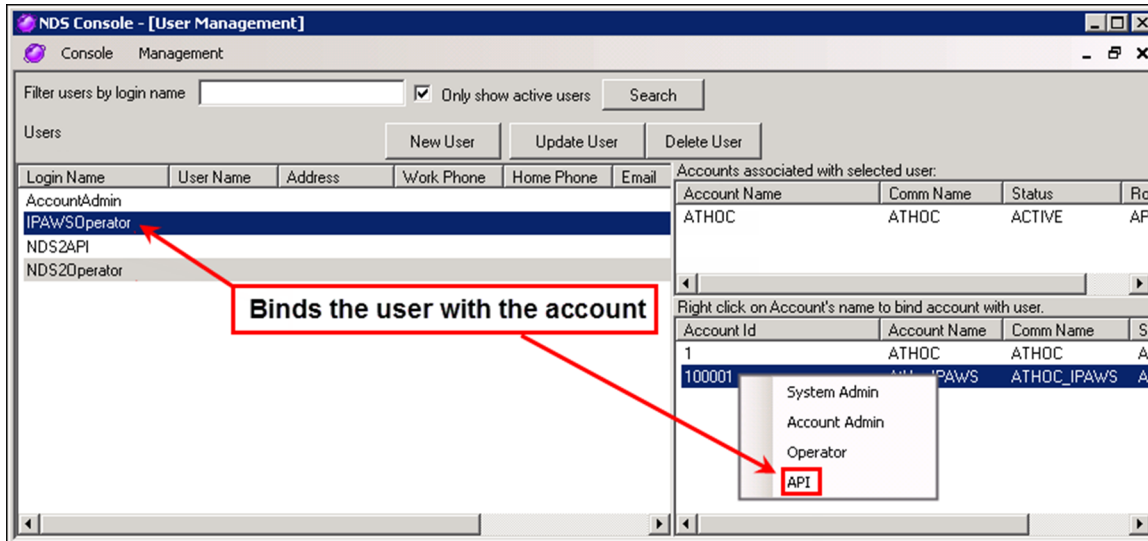 NDS Console - [User Management]
Console Management
Filter users by login name Only show active users Search
Users New User Update User Delete User
Accounts associated with selected user:
Login Name User Name Address Work Phone Home Phone Email
Account Name Comm Name Status Ro
AccountAdmin
ATHOC ATHOC ACTIVE AP
IPAWSOperator
NDS2API
NDS2Operator
Binds the user with the account
Right click on Account's name to bind account with user.
Account Id Account Name Comm Name S
1 ATHOC ATHOC A
100001 ATHOC_IPAWS A
System Admin
Account Admin
Operator
API